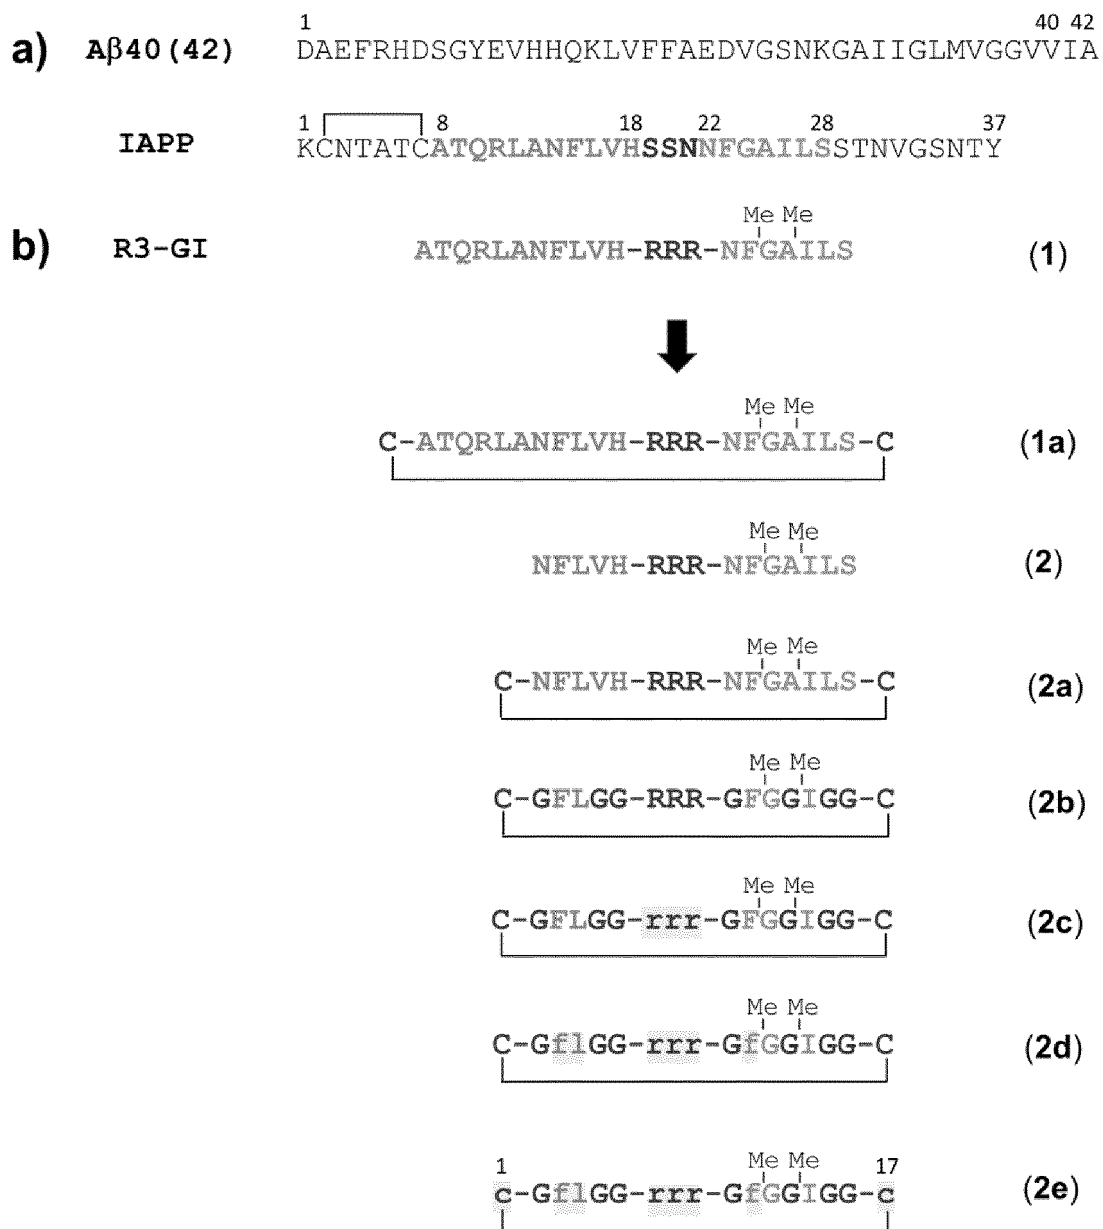 1 40 42
a) Aβ40(42) DAEFRHDSGYEVHHQKLVFFAEDVGSNKGAIIGLMVGGVVIA
1 8 18 22 28 37
IAPP KCNTATCATQRLANFLVHSSNNFGAILSSTNVGSNTY
Me Me
b) R3-GI ATQRLANFLVH-RRR-NFGAILS (1)
Me Me
C-ATQRLANFLVH-RRR-NFGAILS-C (1a)
Me Me
NFLVH-RRR-NFGAILS (2)
Me Me
C-NFLVH-RRR-NFGAILS-C (2a)
Me Me
C-GFLGG-RRR-GFGGIGG-C (2b)
Me Me
C-GFLGG-rrr-GFGGIGG-C (2c)
Me Me
C-GflGG-rrr-GfGGIGG-C (2d)
1 Me Me 17
c-GflGG-rrr-GfGGIGG-c (2e)